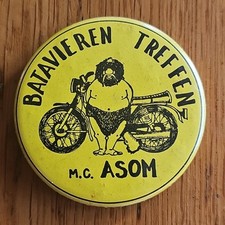 BATAVIEREN TREFFEN
M.C. ASOM